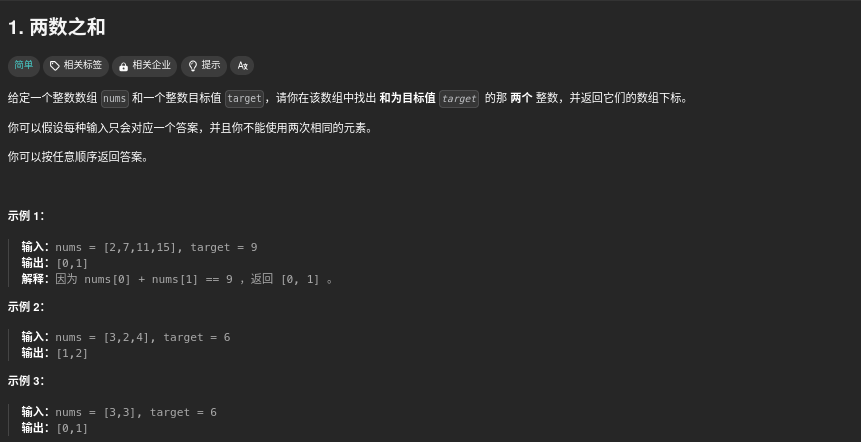 1. 两数之和
简单 相关标签 相关企业 提示 Aゟ
给定一个整数数组 nums 和一个整数目标值 target，请你在该数组中找出 和为目标值 target 的那 两个 整数，并返回它们的数组下标。
你可以假设每种输入只会对应一个答案，并且你不能使用两次相同的元素。
你可以按任意顺序返回答案。
示例 1：
输入：nums = [2,7,11,15], target = 9
输出：[0,1]
解释：因为 nums[0] + nums[1] == 9 ，返回 [0, 1] 。
示例 2：
输入：nums = [3,2,4], target = 6
输出：[1,2]
示例 3：
输入：nums = [3,3], target = 6
输出：[0,1]